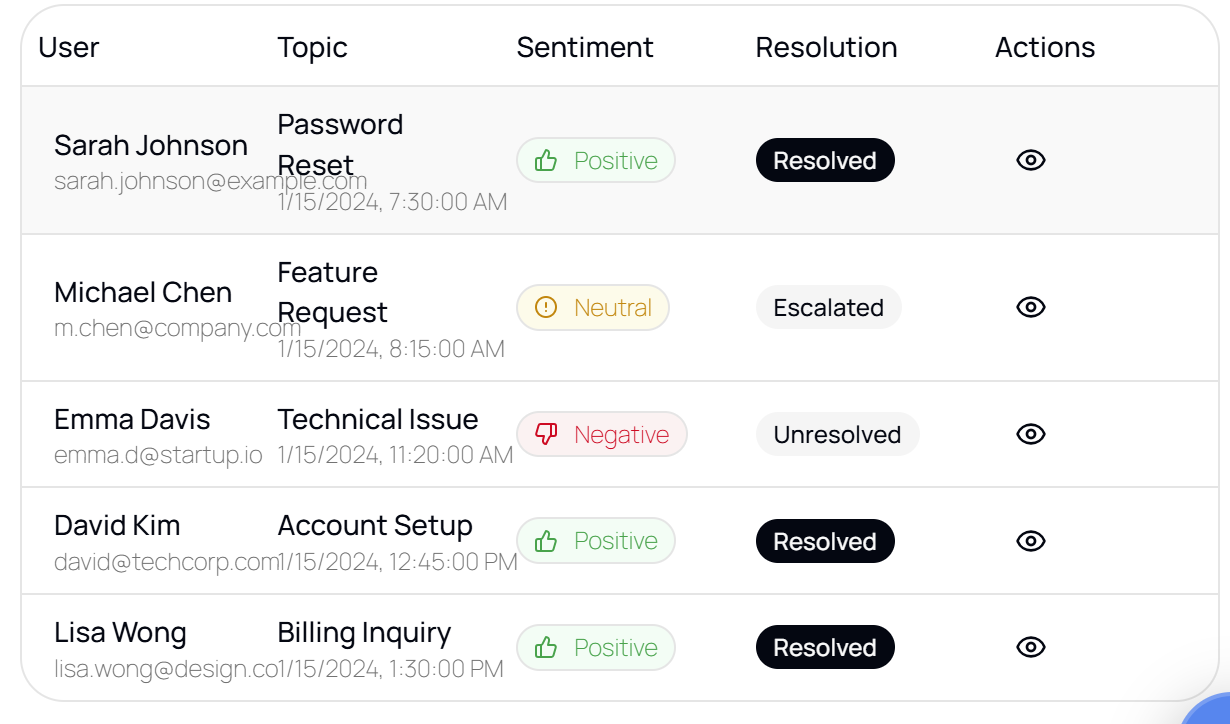 User Topic Sentiment Resolution Actions
Sarah Johnson
sarah.johnson@example.com
Password
Reset
1/15/2024, 7:30:00 AM
Positive
Resolved
Michael Chen
m.chen@company.com
Feature
Request
1/15/2024, 8:15:00 AM
Neutral
Escalated
Emma Davis
emma.d@startup.io
Technical Issue
1/15/2024, 11:20:00 AM
Negative
Unresolved
David Kim
david@techcorp.com
Account Setup
1/15/2024, 12:45:00 PM
Positive
Resolved
Lisa Wong
lisa.wong@design.co
Billing Inquiry
1/15/2024, 1:30:00 PM
Positive
Resolved